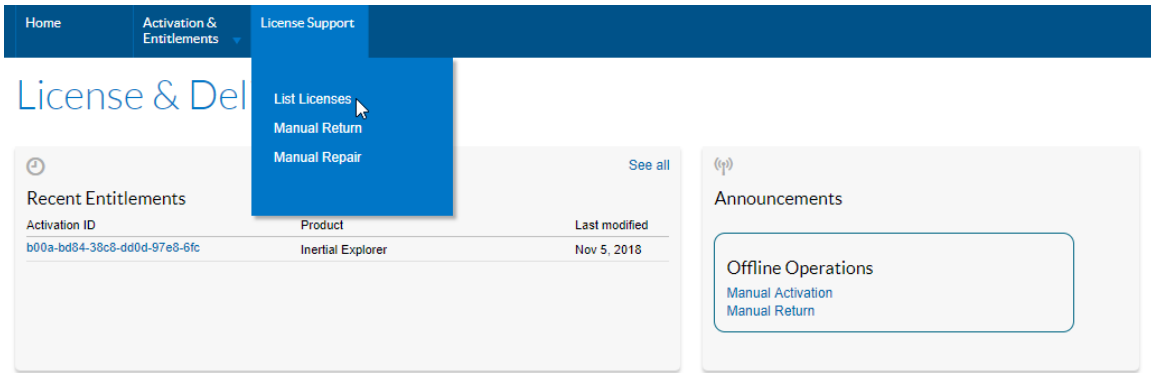 Home
Activation &
Entitlements
License Support
List Licenses
Manual Return
Manual Repair
License & Del
See all
Recent Entitlements
Activation ID Product Last modified
b00a-bd84-38c8-dd0d-97e8-6fc Inertial Explorer Nov 5, 2018
Announcements
Offline Operations
Manual Activation
Manual Return